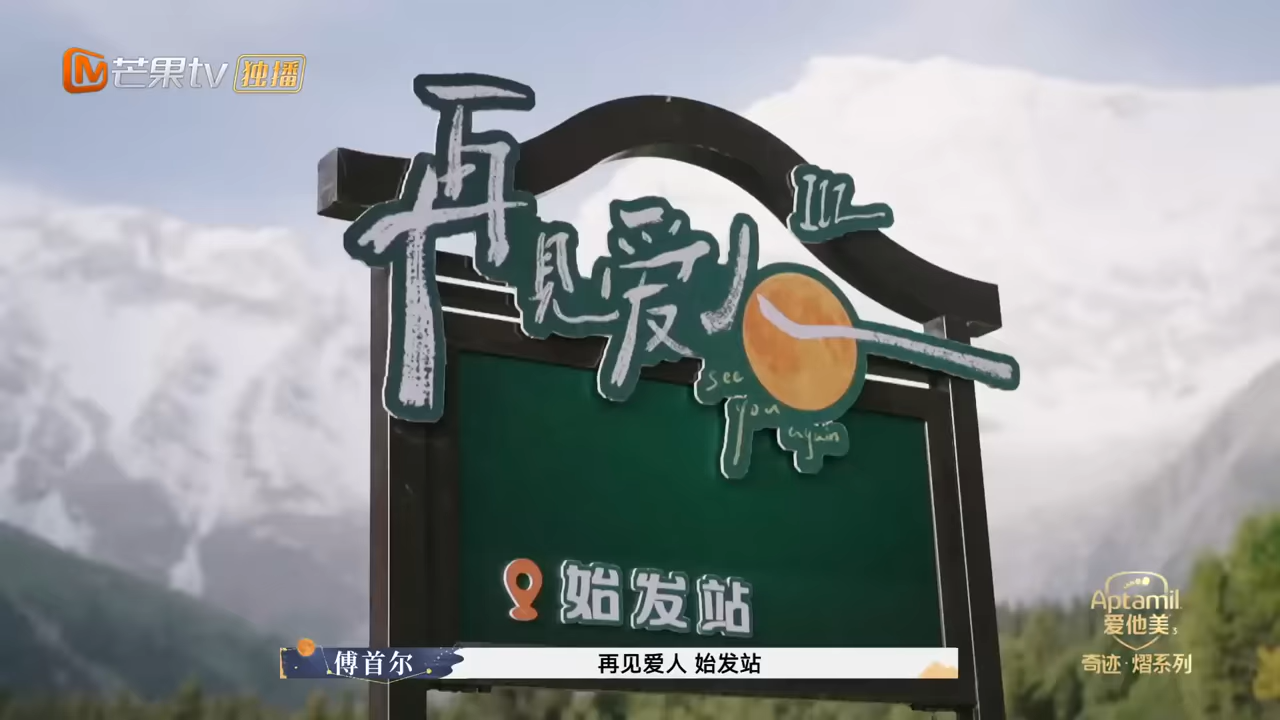 芒果tv 独播
再见爱人 III
see
you
again
始发站
傅首尔 再见爱人 始发站
Aptamil
爱他美
奇迹·熠系列